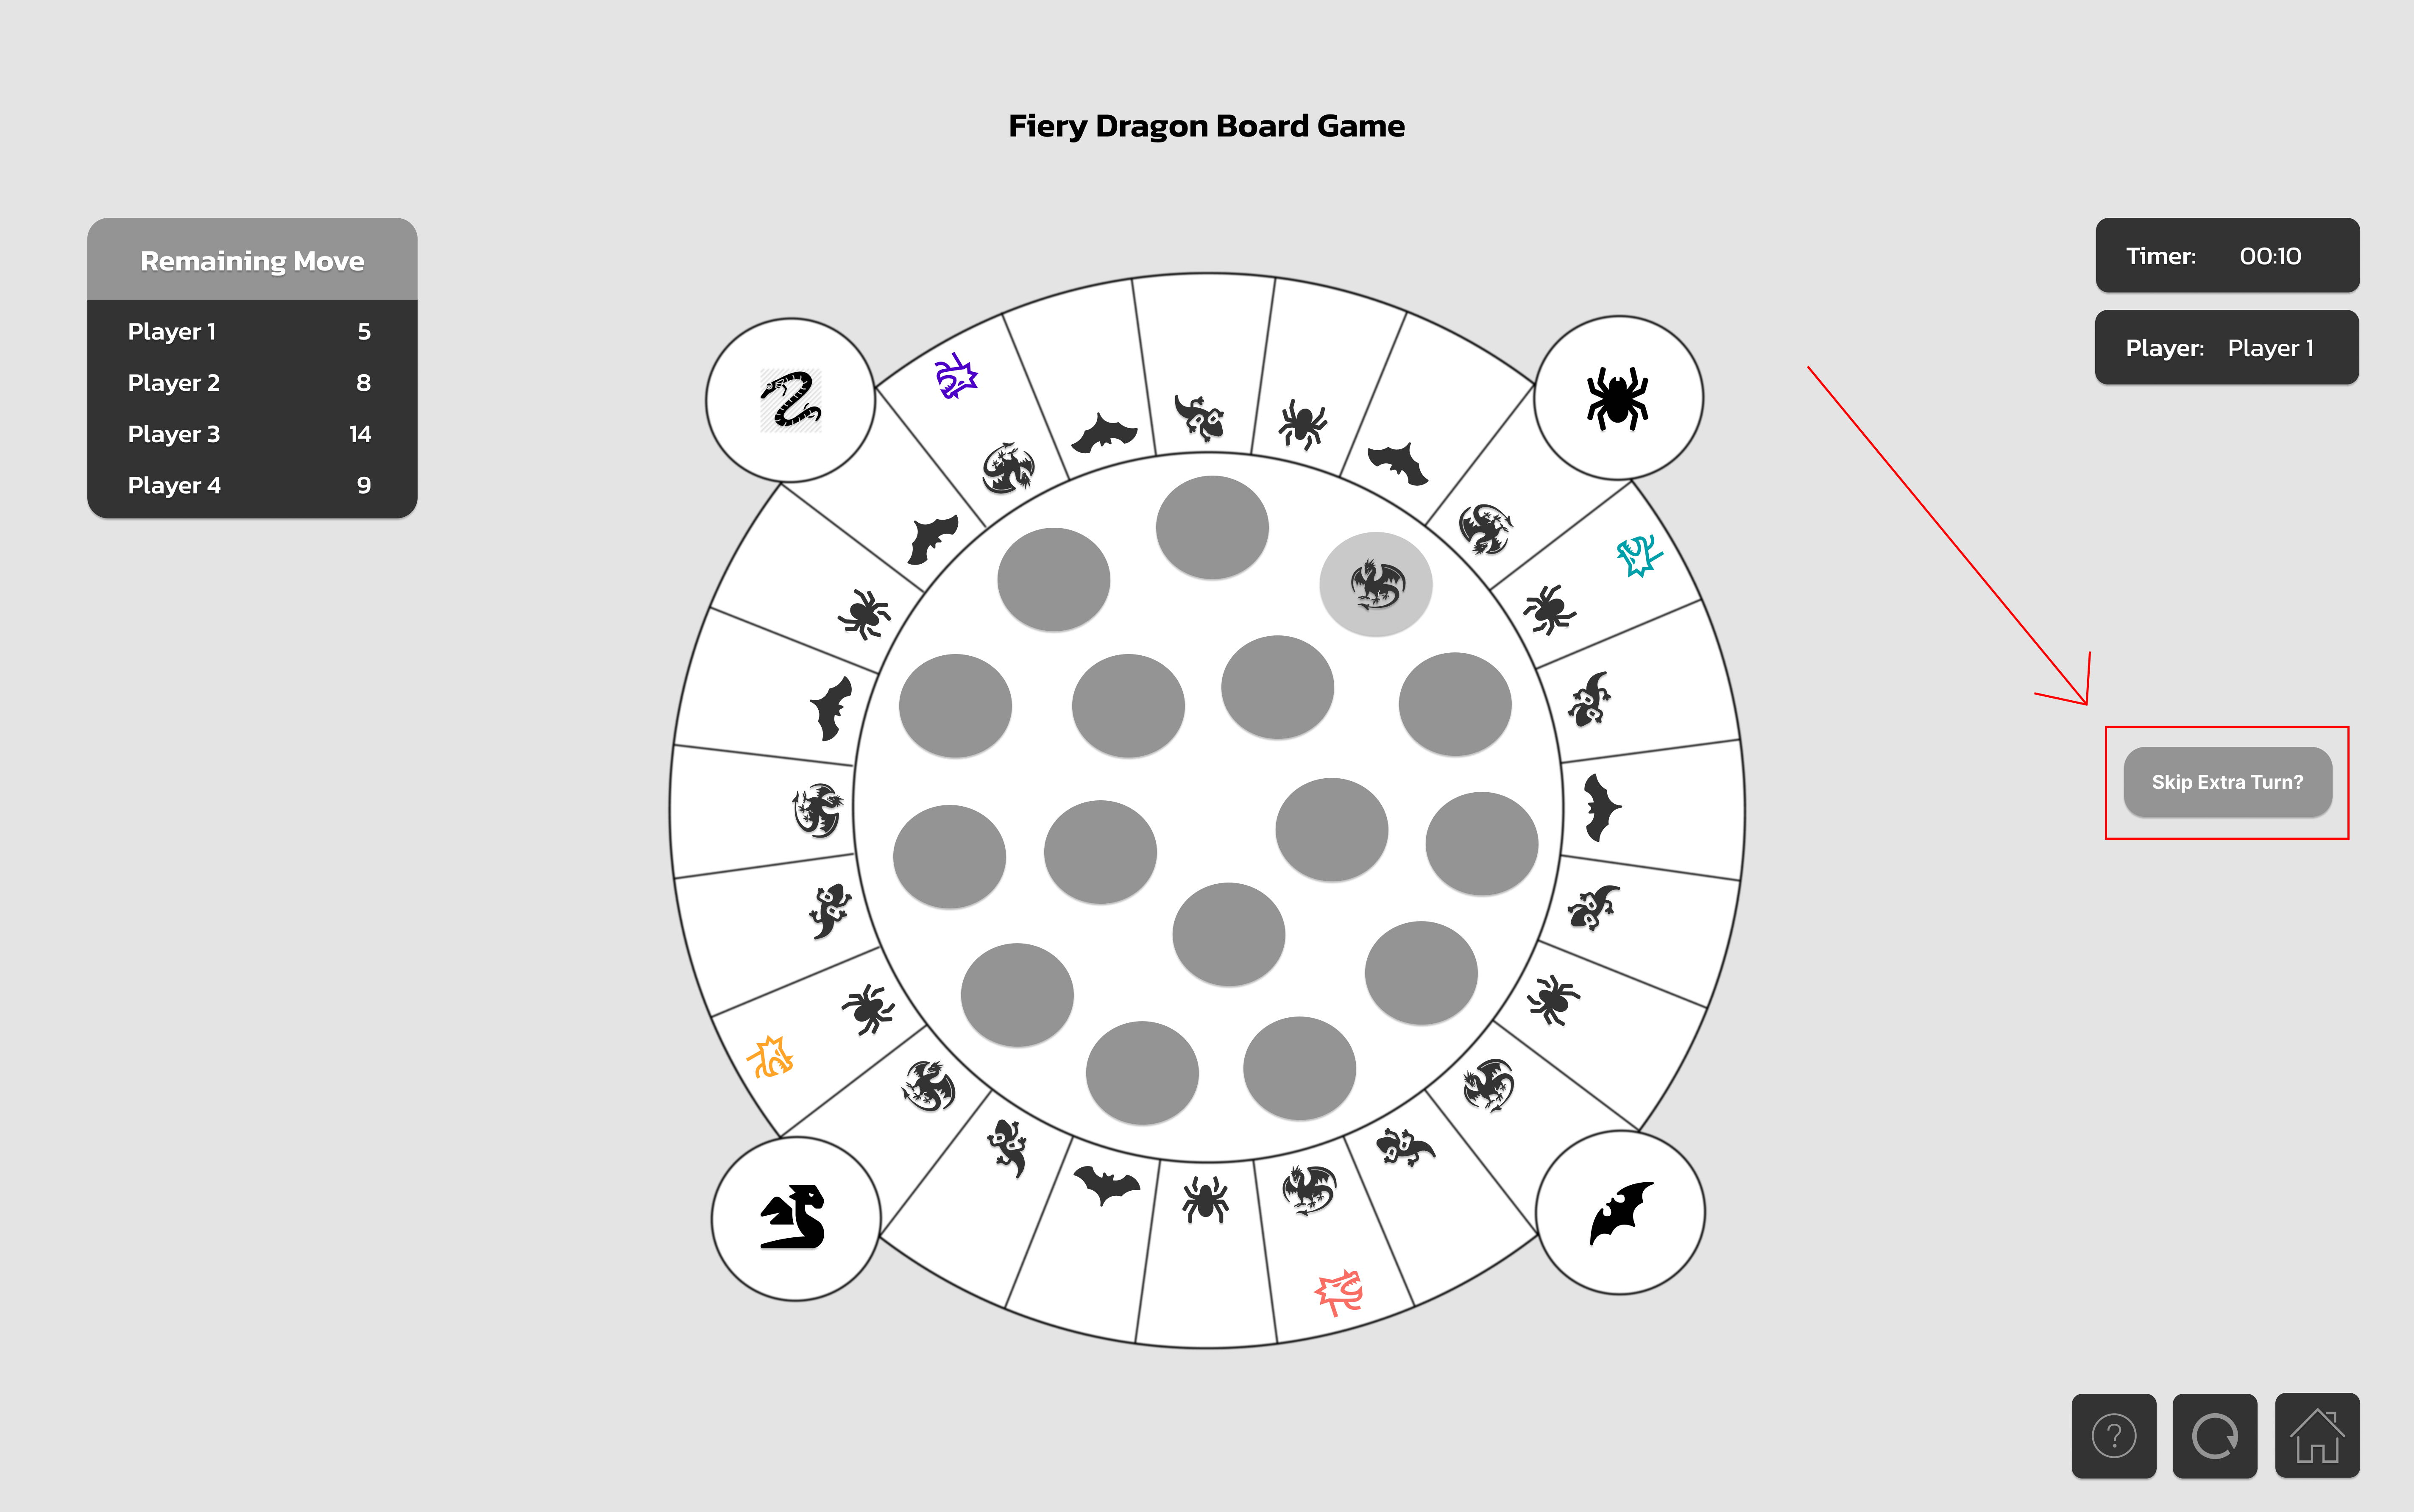 Fiery Dragon Board Game
Remaining Move
Player 1 5
Player 2 8
Player 3 14
Player 4 9
Timer: 00:10
Player: Player 1
Skip Extra Turn?
?